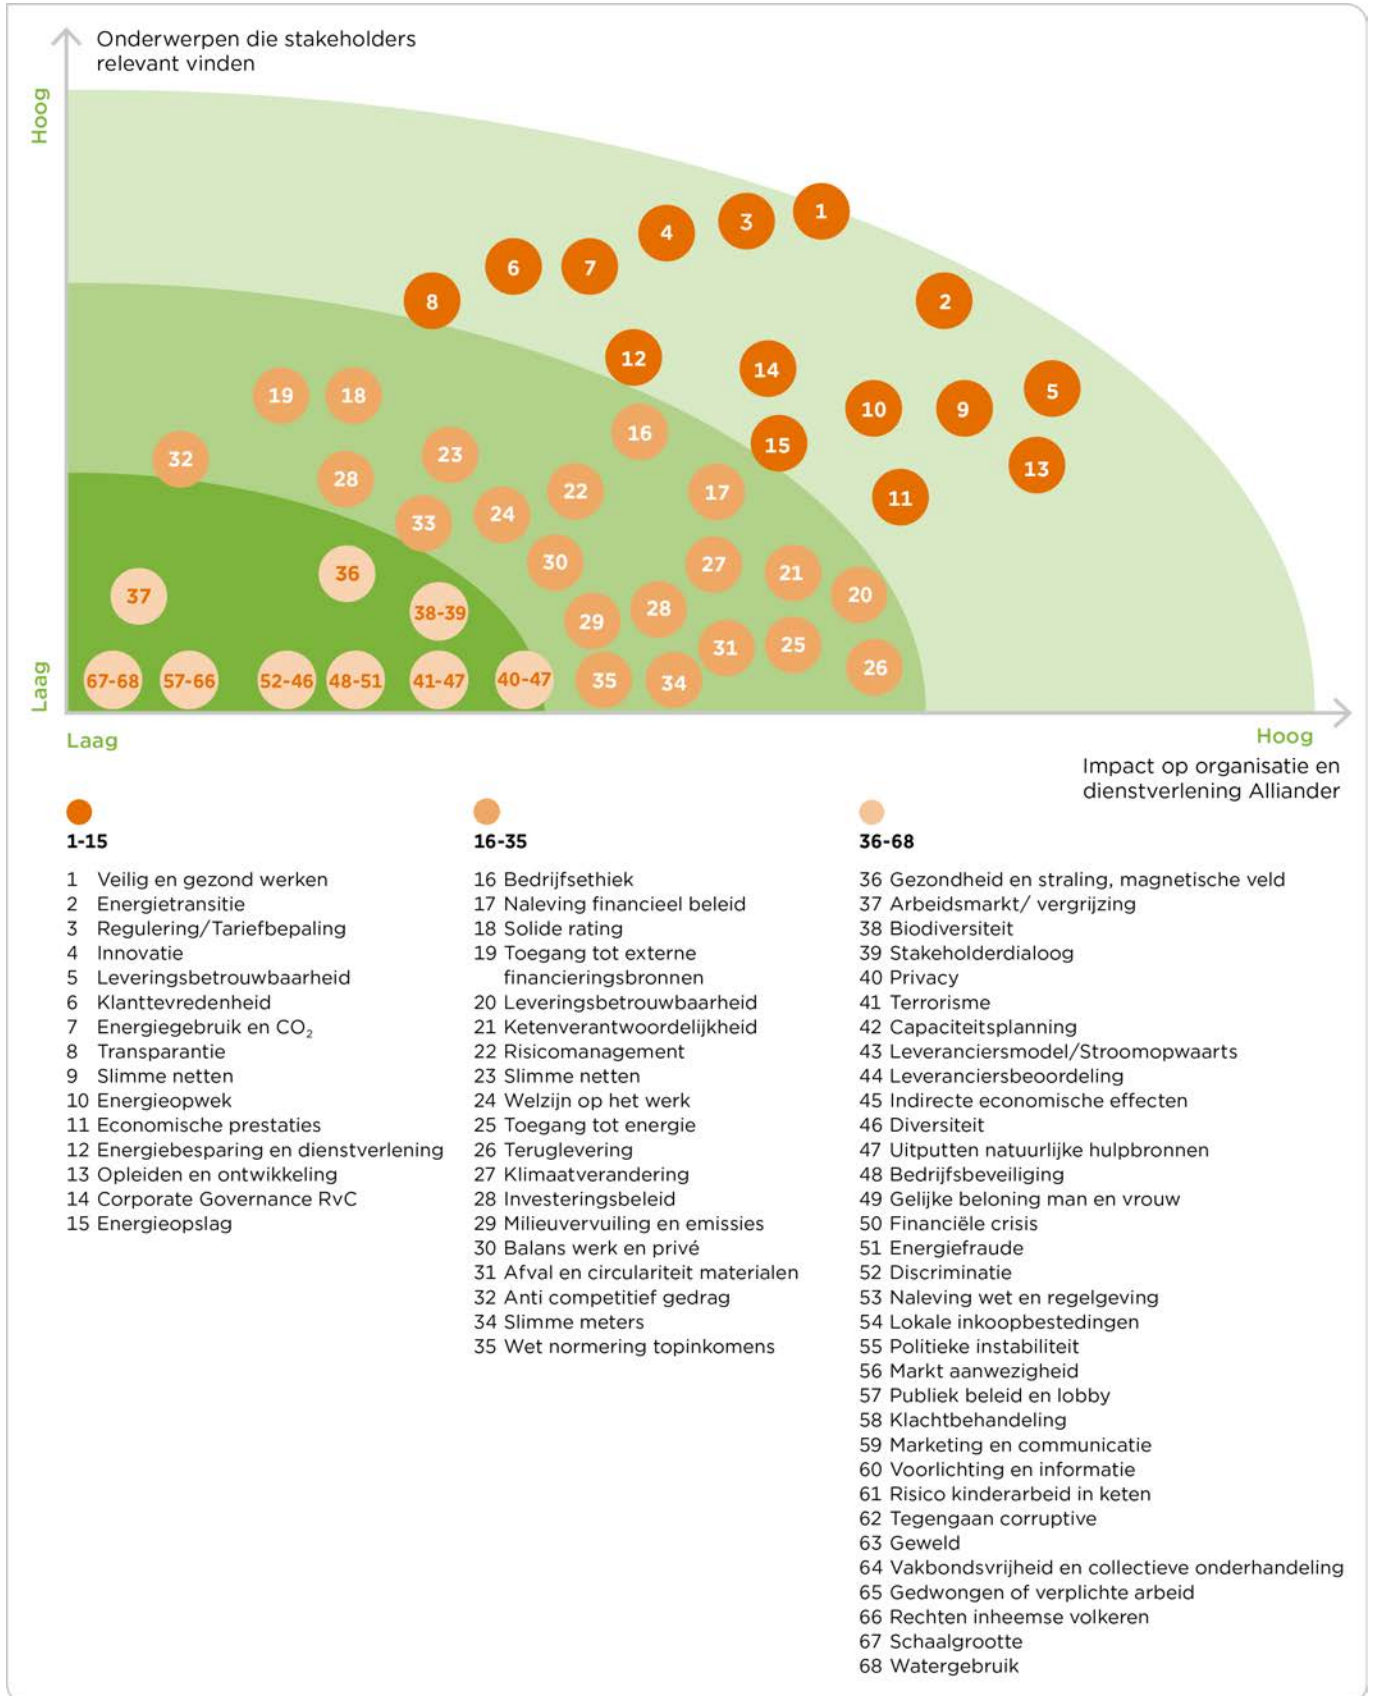 Onderwerpen die stakeholders
relevant vinden
Hoog
1
3
4
6
7
2
8
12
14
5
10
9
19
18
16
15
13
23
32
28
22
17
11
24
33
30
27
21
36
20
37
28
38-39
29
31
25
26
67-68
57-66
52-46
48-51
41-47
40-47
35
34
Laag
Laag
Hoog
Impact op organisatie en
dienstverlening Alliander
1-15
1 Veilig en gezond werken
2 Energietransitie
3 Regulering/Tariefbepaling
4 Innovatie
5 Leveringsbetrouwbaarheid
6 Klanttevredenheid
7 Energiegebruik en CO₂
8 Transparantie
9 Slimme netten
10 Energieopwek
11 Economische prestaties
12 Energiebesparing en dienstverlening
13 Opleiden en ontwikkeling
14 Corporate Governance RvC
15 Energieopslag
16-35
16 Bedrijfsethiek
17 Naleving financieel beleid
18 Solide rating
19 Toegang tot externe
financieringsbronnen
20 Leveringsbetrouwbaarheid
21 Ketenverantwoordelijkheid
22 Risicomanagement
23 Slimme netten
24 Welzijn op het werk
25 Toegang tot energie
26 Teruglevering
27 Klimaatverandering
28 Investeringsbeleid
29 Milieuvervuiling en emissies
30 Balans werk en privé
31 Afval en circulariteit materialen
32 Anti competitief gedrag
34 Slimme meters
35 Wet normering topinkomens
36-68
36 Gezondheid en straling, magnetische veld
37 Arbeidsmarkt/ vergrijzing
38 Biodiversiteit
39 Stakeholderdialoog
40 Privacy
41 Terrorisme
42 Capaciteitsplanning
43 Leveranciersmodel/Stroomopwaarts
44 Leveranciersbeoordeling
45 Indirecte economische effecten
46 Diversiteit
47 Uitputten natuurlijke hulpbronnen
48 Bedrijfsbeveiliging
49 Gelijke beloning man en vrouw
50 Financiële crisis
51 Energiefraude
52 Discriminatie
53 Naleving wet en regelgeving
54 Lokale inkoopbestedingen
55 Politieke instabiliteit
56 Markt aanwezigheid
57 Publiek beleid en lobby
58 Klachtbehandeling
59 Marketing en communicatie
60 Voorlichting en informatie
61 Risico kinderarbeid in keten
62 Tegengaan corruptive
63 Geweld
64 Vakbondsvrijheid en collectieve onderhandeling
65 Gedwongen of verplichte arbeid
66 Rechten inheemse volkeren
67 Schaalgrootte
68 Watergebruik